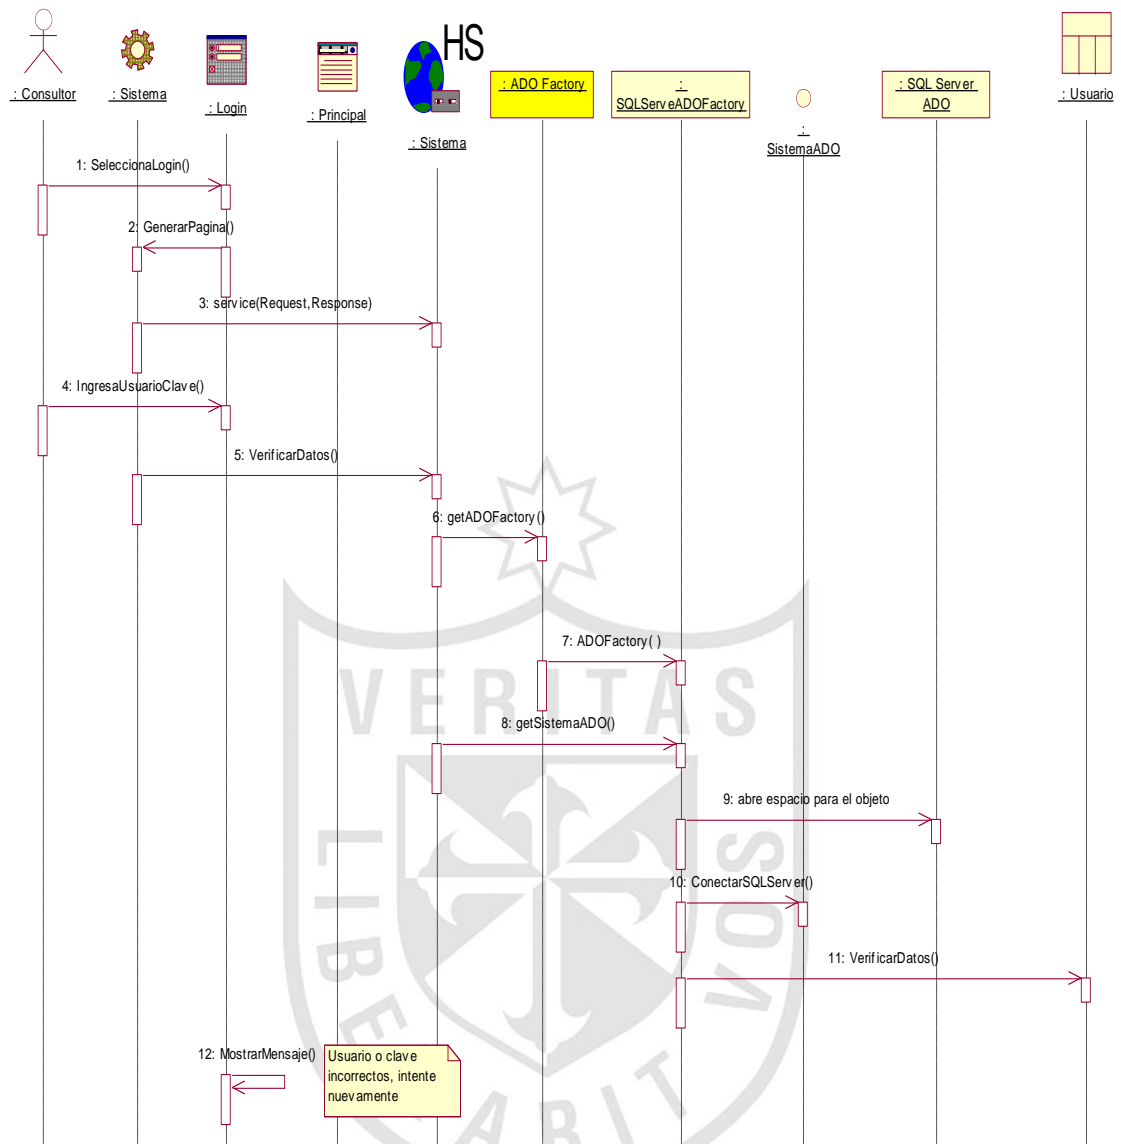 HS
: Consultor
: Sistema
: Login
: Principal
: Sistema
: ADO Factory
:
SQLServeADOFactory
:
SistemaADO
: SQL Server
ADO
: Usuario
1: SeleccionaLogin()
2: GenerarPagina()
3: service(Request,Response)
4: IngresaUsuarioClave()
5: VerificarDatos()
6: getADOFactory()
7: ADOFactory( )
8: getSistemaADO()
9: abre espacio para el objeto
10: ConectarSQLServer()
11: VerificarDatos()
12: MostrarMensaje()
Usuario o clave
incorrectos, intente
nuevamente
VERITAS